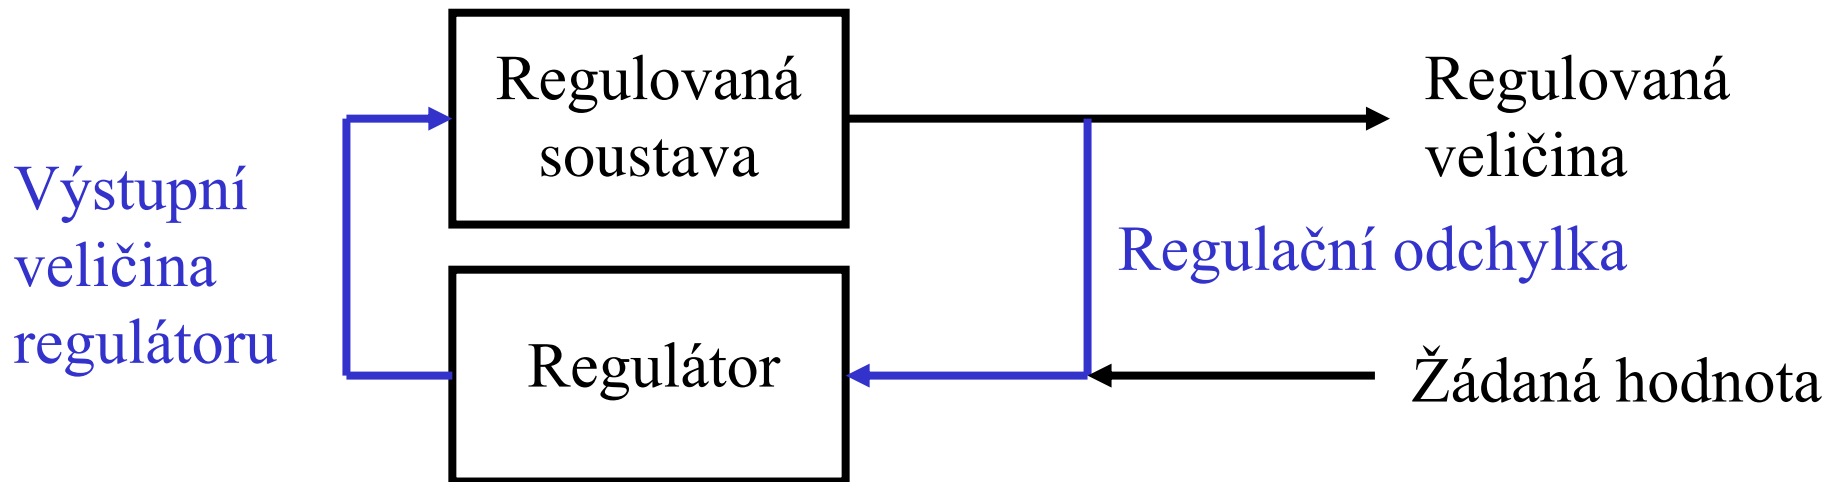 Regulovaná
soustava
Regulovaná
veličina
Výstupní
veličina
regulátoru
Regulační odchylka
Regulátor
Žádaná hodnota